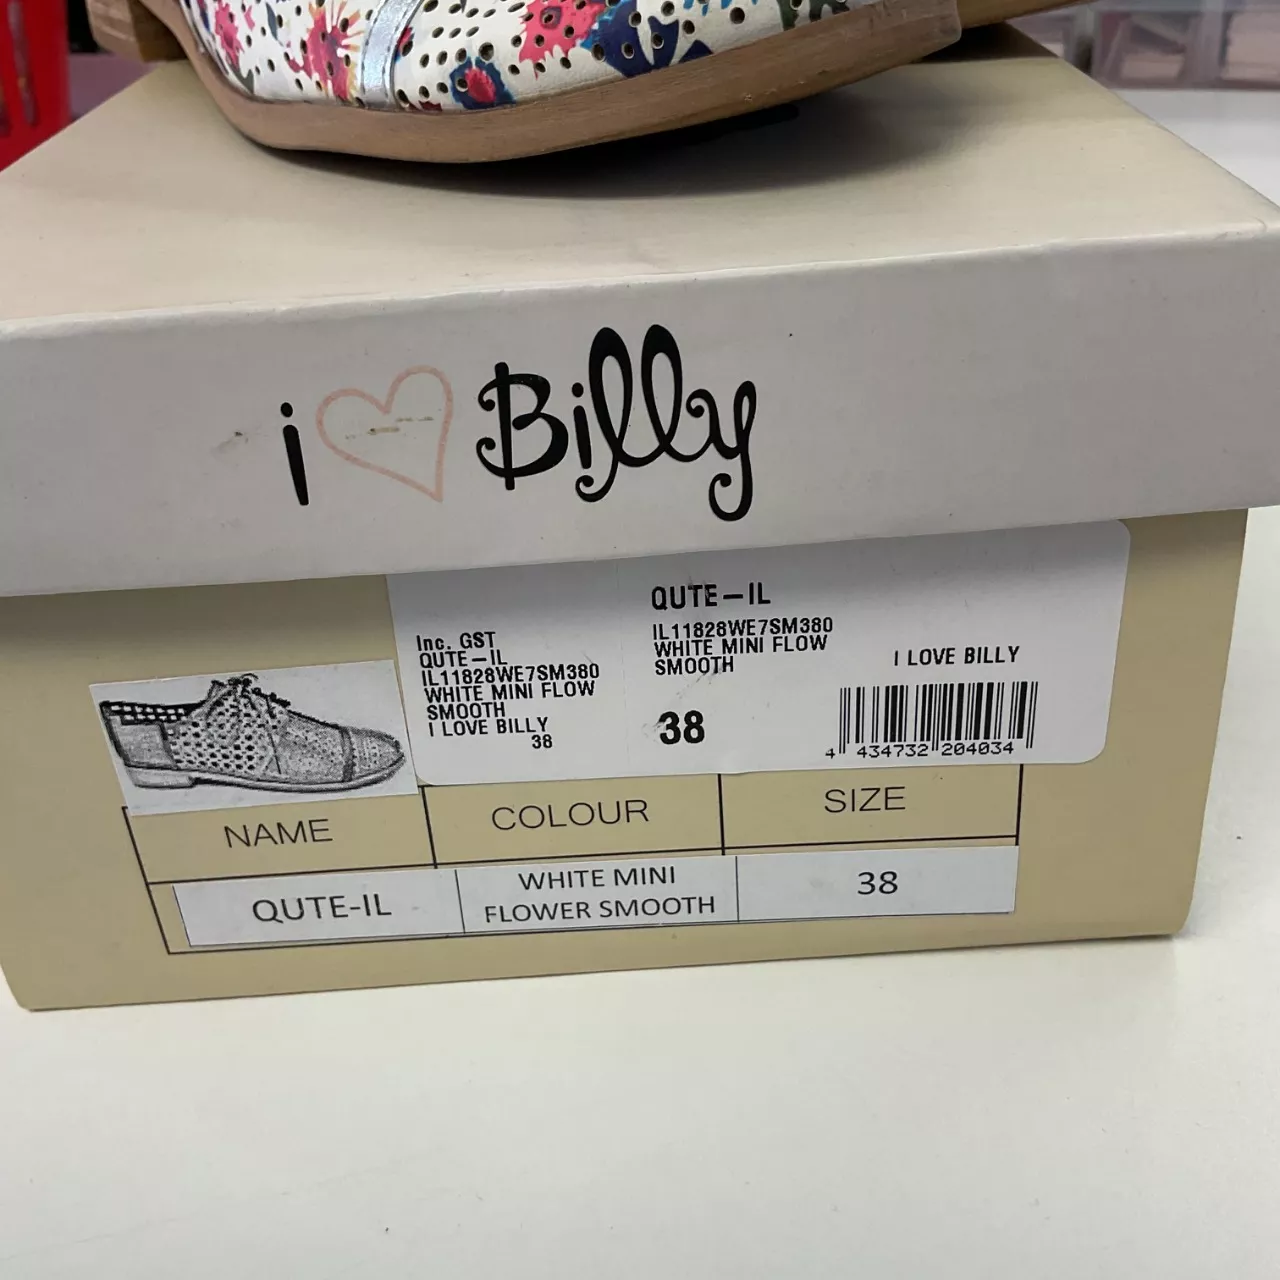 i Billy
Inc. GST
QUTE-IL
IL11828WE7SM380
WHITE MINI FLOW
SMOOTH
I LOVE BILLY
38
QUTE-IL
IL11828WE7SM380
WHITE MINI FLOW
SMOOTH
38
I LOVE BILLY
4 434732 204034
NAME COLOUR SIZE
QUTE-IL
WHITE MINI
FLOWER SMOOTH
38